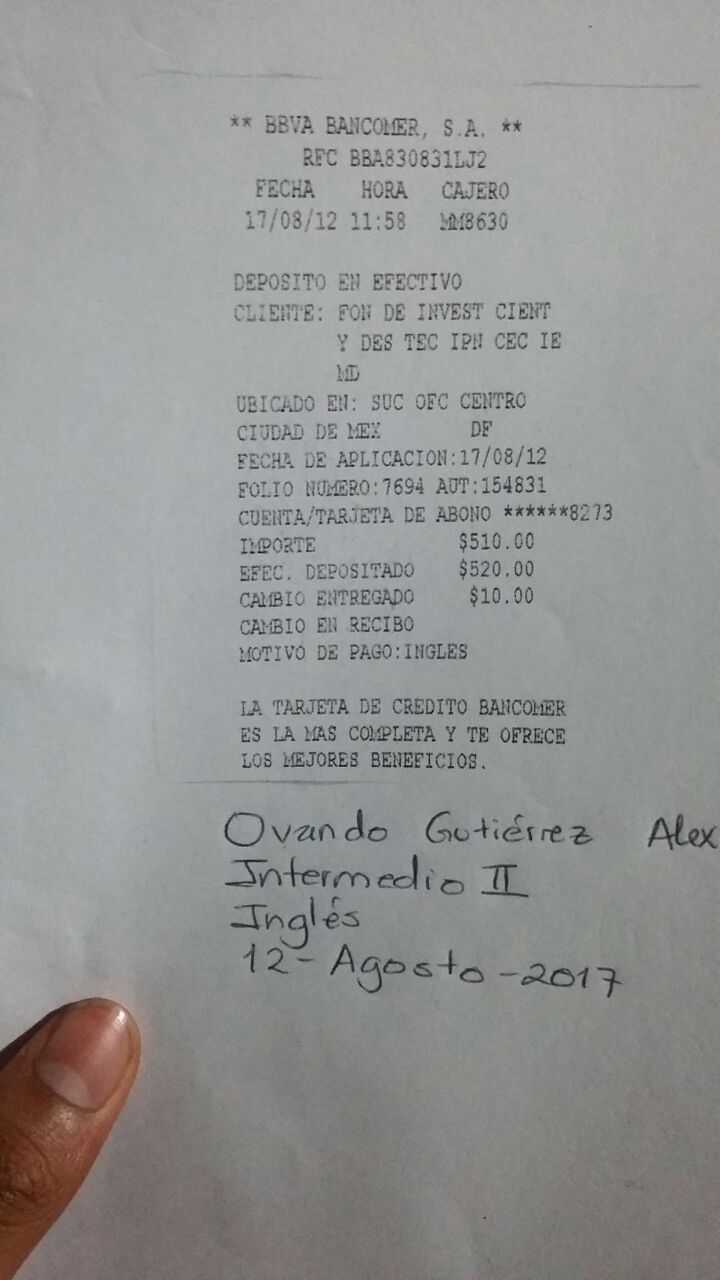 ** BBVA BANCOMER, S.A. **
RFC BBA830831LJ2
FECHA HORA CAJERO
17/08/12 11:58 MM8630
DEPOSITO EN EFECTIVO
CLIENTE: FON DE INVEST CIENT
Y DES TEC IPN CEC IE
MD
UBICADO EN: SUC OFC CENTRO
CIUDAD DE MEX DF
FECHA DE APLICACION:17/08/12
FOLIO NUMERO:7694 AUT:154831
CUENTA/TARJETA DE ABONO ******8273
IMPORTE $510.00
EFEC. DEPOSITADO $520.00
CAMBIO ENTREGADO $10.00
CAMBIO EN RECIBO
MOTIVO DE PAGO:INGLES
LA TARJETA DE CREDITO BANCOMER
ES LA MAS COMPLETA Y TE OFRECE
LOS MEJORES BENEFICIOS.
Ovando Gutiérrez Alex
Intermedio II
Inglés
12-Agosto-2017